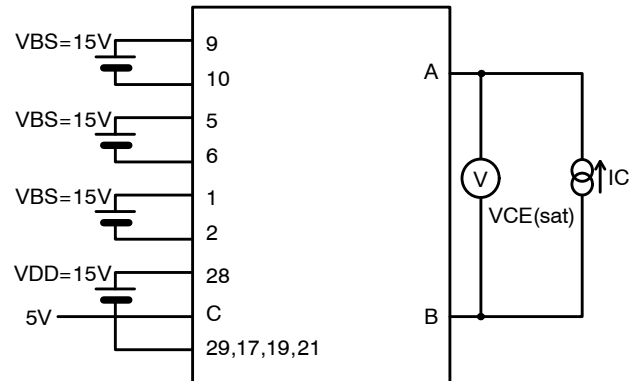 VBS=15V
9
10
A
VBS=15V
5
6
V
IC
VBS=15V
1
2
VCE(sat)
VDD=15V
28
5V
C
B
29,17,19,21